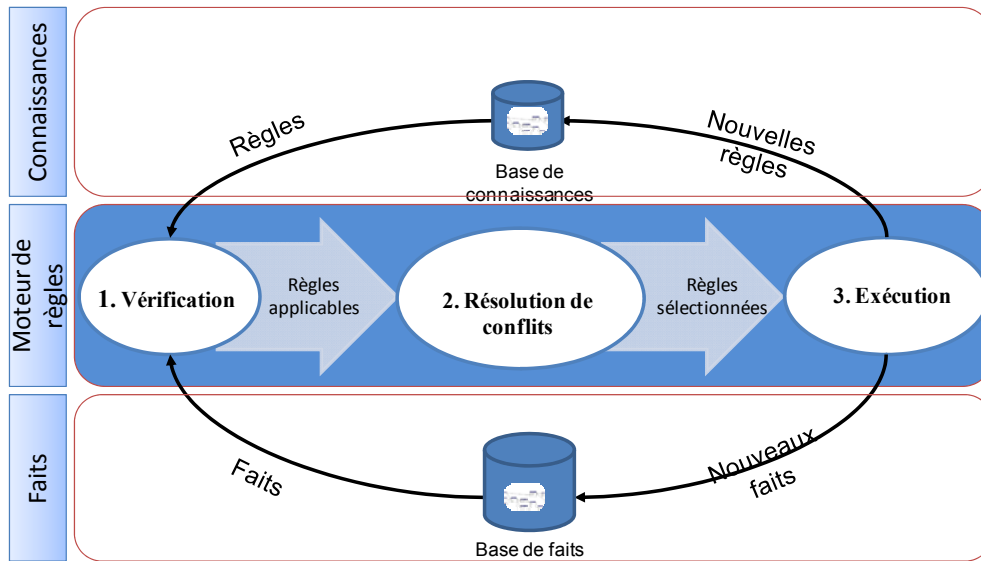 Connaissances
Règles
Nouvelles
règles
Base de
connaissances
Moteur de
règles
1. Vérification
Règles
applicables
2. Résolution de
conflits
Règles
sélectionnées
3. Exécution
Faits
Faits
Nouveaux
faits
Base de faits